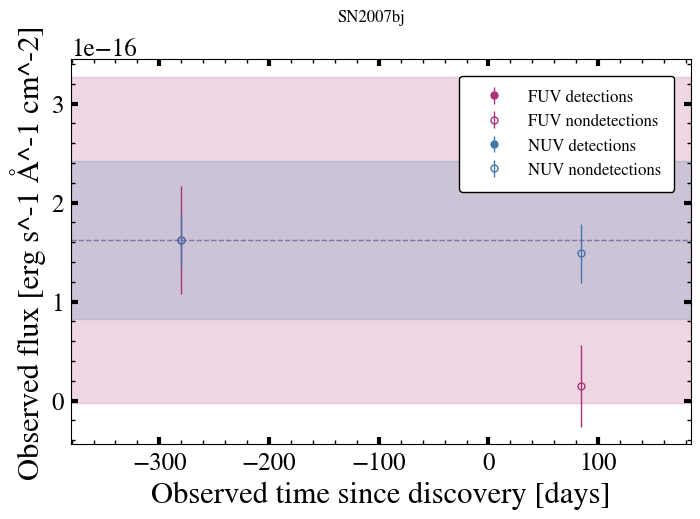 SN2007bj
1e−16
FUV detections
FUV nondetections
NUV detections
NUV nondetections
3
2
1
0
Observed flux [erg s^-1 Å^-1 cm^-2]
−300
−200
−100
0
100
Observed time since discovery [days]